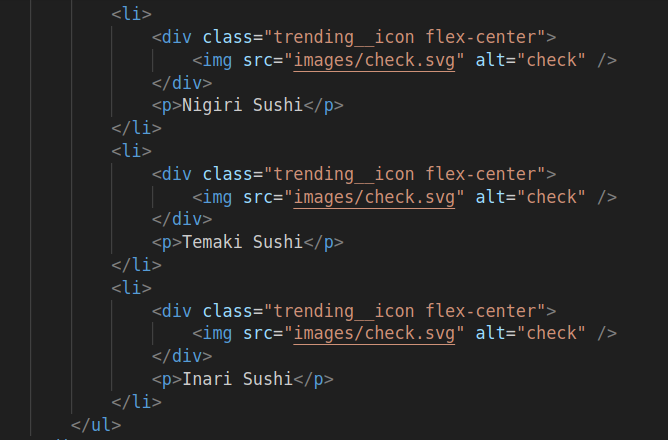 <li>
<div class="trending__icon flex-center">
<img src="images/check.svg" alt="check" />
</div>
<p>Nigiri Sushi</p>
</li>
<li>
<div class="trending__icon flex-center">
<img src="images/check.svg" alt="check" />
</div>
<p>Temaki Sushi</p>
</li>
<li>
<div class="trending__icon flex-center">
<img src="images/check.svg" alt="check" />
</div>
<p>Inari Sushi</p>
</li>
</ul>